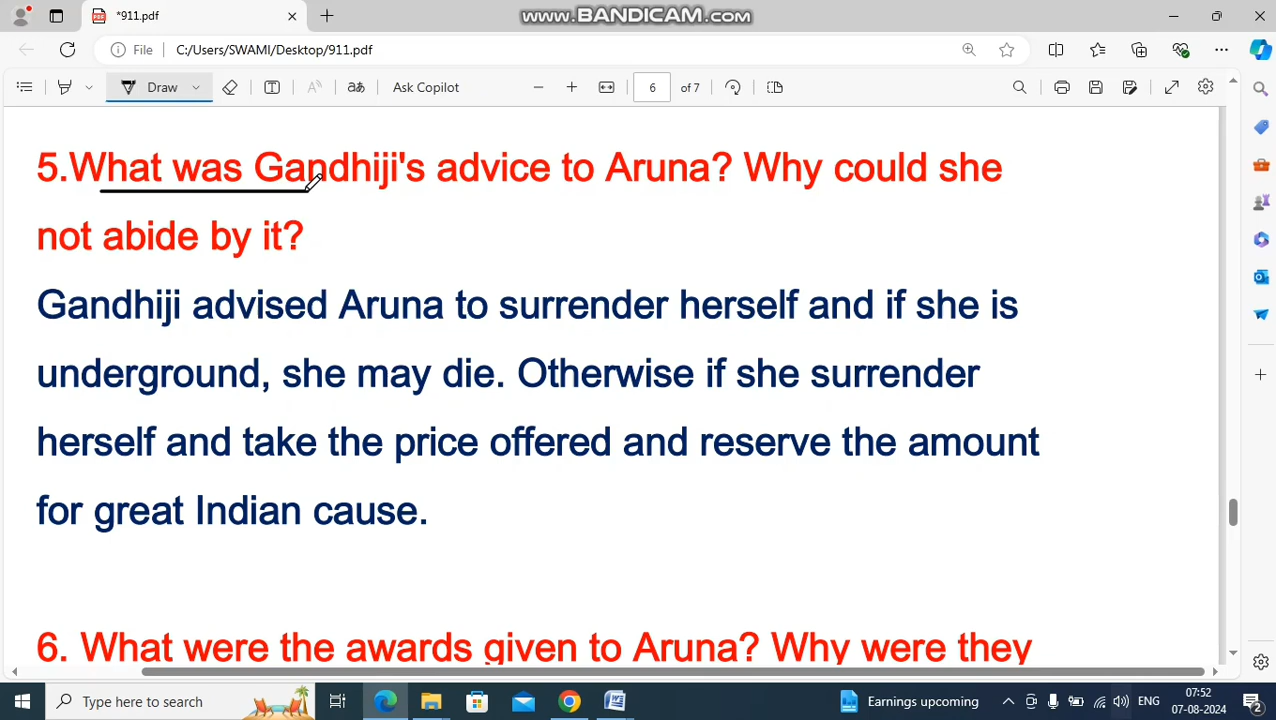 *911.pdf
www.BANDICAM.com
File C:/Users/SWAMI/Desktop/911.pdf
Draw aあ Ask Copilot 6 of 7
5.What was Gandhiji's advice to Aruna? Why could she
not abide by it?
Gandhiji advised Aruna to surrender herself and if she is
underground, she may die. Otherwise if she surrender
herself and take the price offered and reserve the amount
for great Indian cause.
6. What were the awards given to Aruna? Why were they
Type here to search
Earnings upcoming
ENG
07:52
07-08-2024
2